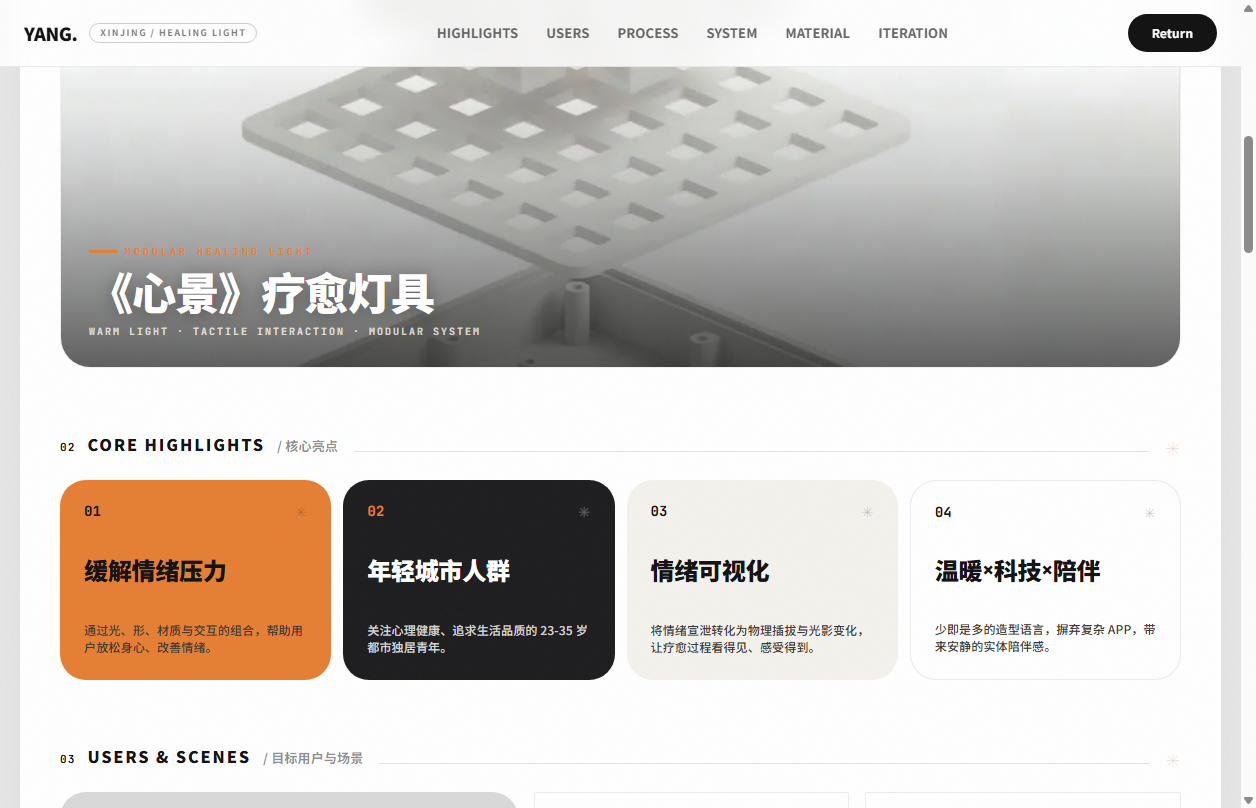 YANG.
XINJING / HEALING LIGHT
HIGHLIGHTS
USERS
PROCESS
SYSTEM
MATERIAL
ITERATION
Return
MODULAR HEALING LIGHT
《心景》疗愈灯具
WARM LIGHT · TACTILE INTERACTION · MODULAR SYSTEM
02 CORE HIGHLIGHTS / 核心亮点
01
缓解情绪压力
通过光、形、材质与交互的组合，帮助用
户放松身心、改善情绪。
02
年轻城市人群
关注心理健康、追求生活品质的 23-35 岁
都市独居青年。
03
情绪可视化
将情绪宣泄转化为物理插拔与光影变化，
让疗愈过程看得见、感受得到。
04
温暖×科技×陪伴
少即是多的造型语言，摒弃复杂 APP，带
来安静的实体陪伴感。
03 USERS & SCENES / 目标用户与场景